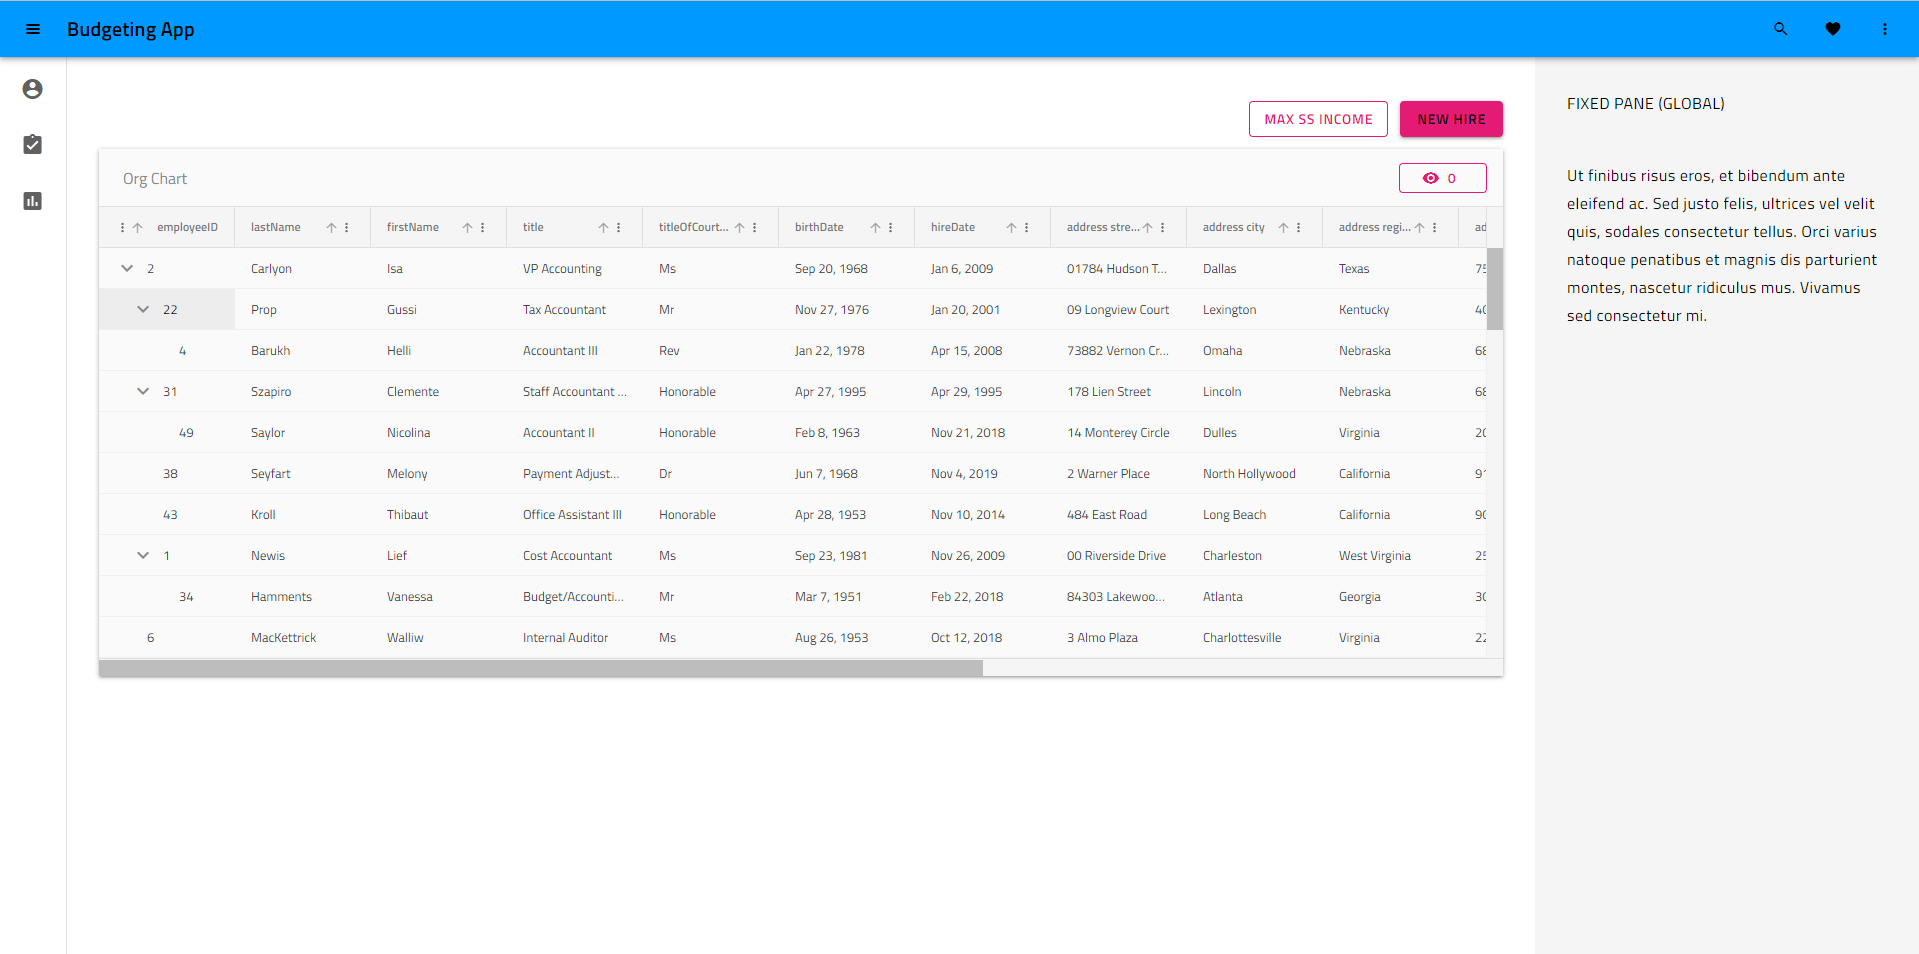 Budgeting App
MAX SS INCOME NEW HIRE
Org Chart 0
employeeID lastName firstName title titleOfCourt... birthDate hireDate address stre... address city address regi... ad
2 Carlyon Isa VP Accounting Ms Sep 20, 1968 Jan 6, 2009 01784 Hudson T... Dallas Texas 75
22 Prop Gussi Tax Accountant Mr Nov 27, 1976 Jan 20, 2001 09 Longview Court Lexington Kentucky 40
4 Barukh Helli Accountant III Rev Jan 22, 1978 Apr 15, 2008 73882 Vernon Cr... Omaha Nebraska 68
31 Szapiro Clemente Staff Accountant ... Honorable Apr 27, 1995 Apr 29, 1995 178 Lien Street Lincoln Nebraska 68
49 Saylor Nicolina Accountant II Honorable Feb 8, 1963 Nov 21, 2018 14 Monterey Circle Dulles Virginia 20
38 Seyfart Melony Payment Adjust... Dr Jun 7, 1968 Nov 4, 2019 2 Warner Place North Hollywood California 91
43 Kroll Thibaut Office Assistant III Honorable Apr 28, 1953 Nov 10, 2014 484 East Road Long Beach California 90
1 Newis Lief Cost Accountant Ms Sep 23, 1981 Nov 26, 2009 00 Riverside Drive Charleston West Virginia 25
34 Hamments Vanessa Budget/Accounti... Mr Mar 7, 1951 Feb 22, 2018 84303 Lakewoo... Atlanta Georgia 30
6 MacKettrick Walliw Internal Auditor Ms Aug 26, 1953 Oct 12, 2018 3 Almo Plaza Charlottesville Virginia 22
FIXED PANE (GLOBAL)
Ut finibus risus eros, et bibendum ante
eleifend ac. Sed justo felis, ultrices vel velit
quis, sodales consectetur tellus. Orci varius
natoque penatibus et magnis dis parturient
montes, nascetur ridiculus mus. Vivamus
sed consectetur mi.